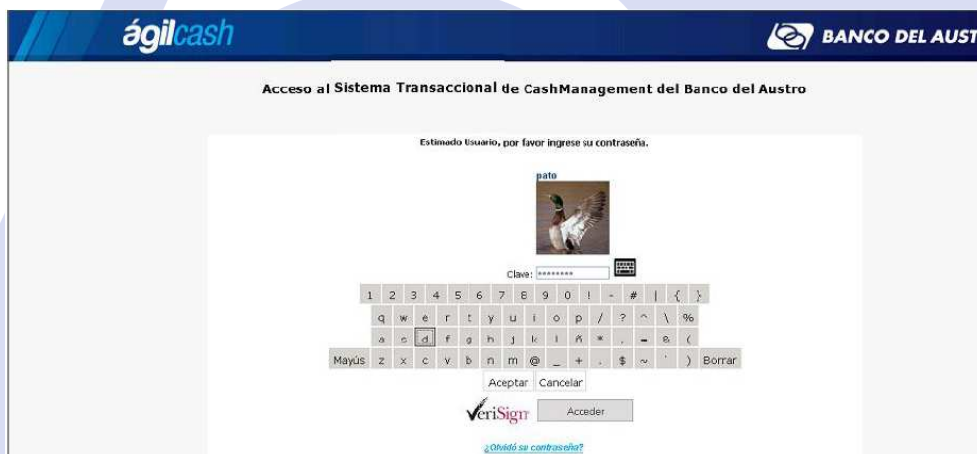 ágilcash
BANCO DEL AUST
Acceso al Sistema Transaccional de CashManagement del Banco del Austro
Estimado Usuario, por favor ingrese su contraseña.
pato
Clave: ********
1 2 3 4 5 6 7 8 9 0 ! - # | { }
q w e r t y u i o p / ? ^ \ %
a s d f g h j k l ñ * , = & (
Mayús z x c v b n m @ _ + . $ ~ ` ) Borrar
Aceptar Cancelar
VeriSign Acceder
¿Olvidó su contraseña?